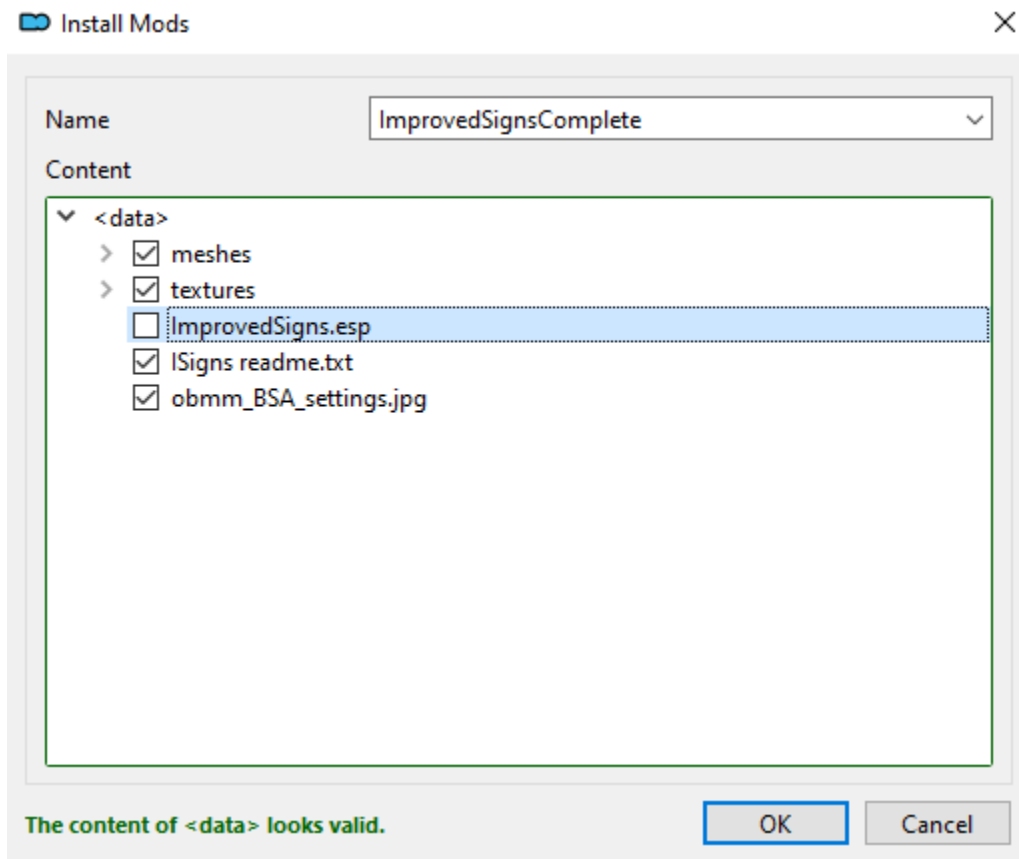 Install Mods
Name
ImprovedSignsComplete
Content
<data>
meshes
textures
ImprovedSigns.esp
ISigns readme.txt
obmm_BSA_settings.jpg
The content of <data> looks valid.
OK
Cancel